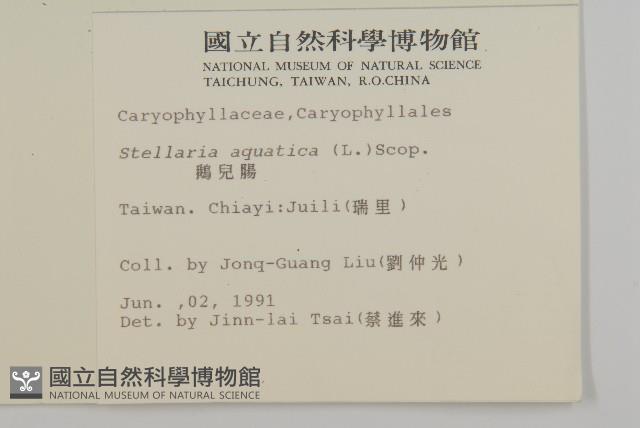 國立自然科學博物館
NATIONAL MUSEUM OF NATURAL SCIENCE
TAICHUNG, TAIWAN, R.O.CHINA
Caryophyllaceae,Caryophyllales
Stellaria aquatica (L.)Scop.
鵝兒腸
Taiwan. Chiayi:Juili(瑞里)
Coll. by Jonq-Guang Liu(劉仲光)
Jun. ,02, 1991
Det. by Jinn-lai Tsai(蔡進來)
國立自然科學博物館
NATIONAL MUSEUM OF NATURAL SCIENCE